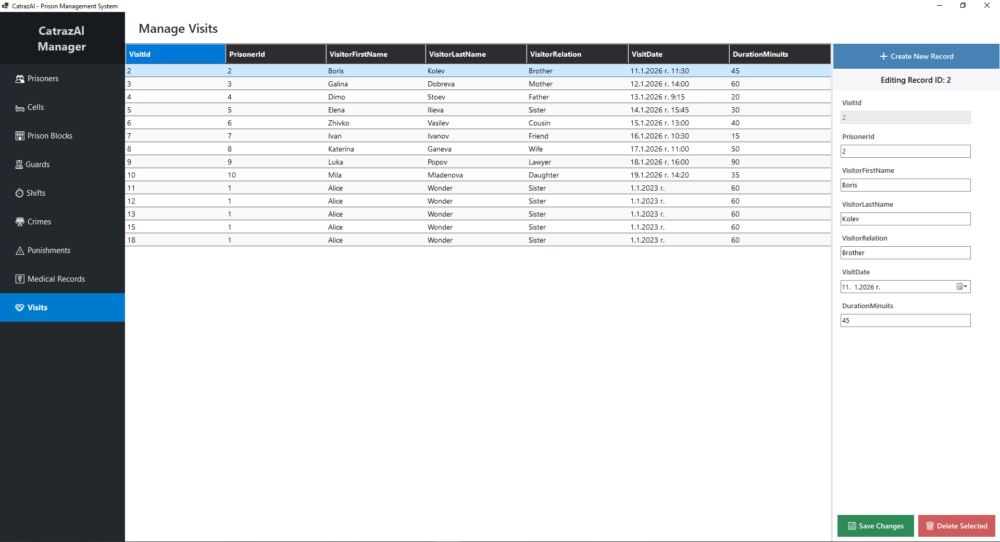 CatrazAl - Prison Management System
CatrazAl
Manager
Prisoners
Cells
Prison Blocks
Guards
Shifts
Crimes
Punishments
Medical Records
Visits
Manage Visits
VisitId PrisonerId VisitorFirstName VisitorLastName VisitorRelation VisitDate DurationMinuits
2 2 Boris Kolev Brother 11.1.2026 г. 11:30 45
3 3 Galina Dobreva Mother 12.1.2026 г. 14:00 60
4 4 Dimo Stoev Father 13.1.2026 г. 9:15 20
5 5 Elena Ilieva Sister 14.1.2026 г. 15:45 30
6 6 Zhivko Vasilev Cousin 15.1.2026 г. 13:00 40
7 7 Ivan Ivanov Friend 16.1.2026 г. 10:30 15
8 8 Katerina Ganeva Wife 17.1.2026 г. 11:00 50
9 9 Luka Popov Lawyer 18.1.2026 г. 16:00 90
10 10 Mila Mladenova Daughter 19.1.2026 г. 14:20 35
11 1 Alice Wonder Sister 1.1.2023 г. 60
12 1 Alice Wonder Sister 1.1.2023 г. 60
13 1 Alice Wonder Sister 1.1.2023 г. 60
15 1 Alice Wonder Sister 1.1.2023 г. 60
18 1 Alice Wonder Sister 1.1.2023 г. 60
Create New Record
Editing Record ID: 2
VisitId
2
PrisonerId
2
VisitorFirstName
Boris
VisitorLastName
Kolev
VisitorRelation
Brother
VisitDate
11. 1.2026 г.
DurationMinuits
45
Save Changes
Delete Selected